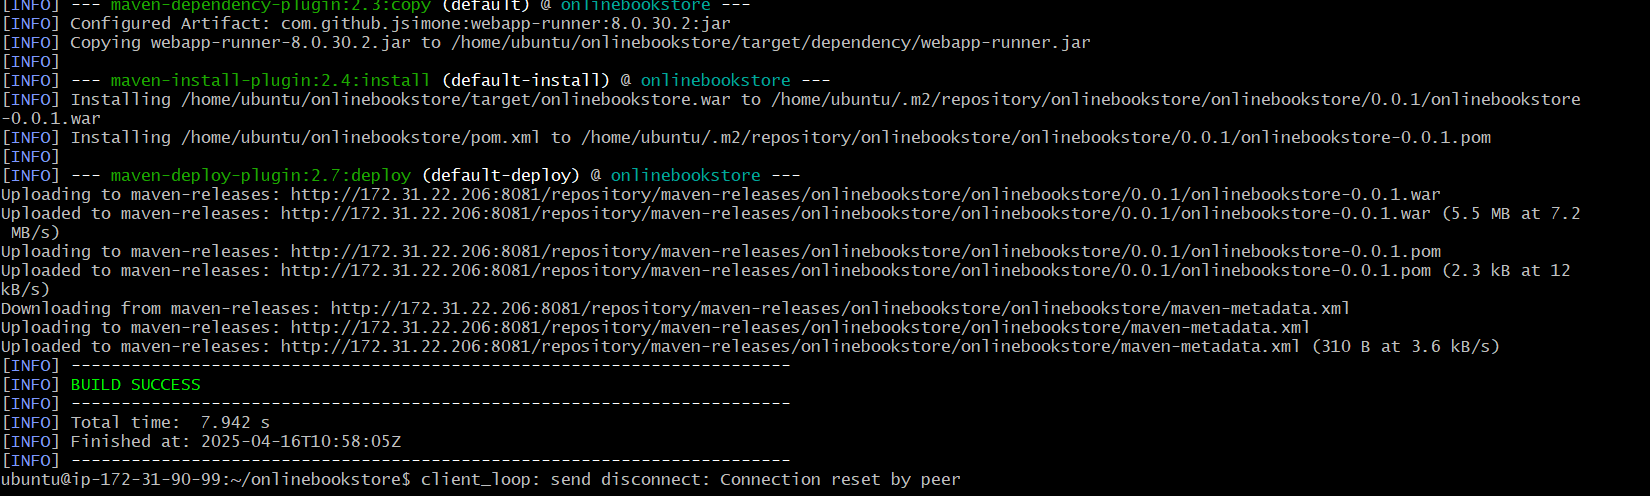 [INFO] --- maven-dependency-plugin:2.3:copy (default) @ onlinebookstore ---
[INFO] Configured Artifact: com.github.jsimone:webapp-runner:8.0.30.2:jar
[INFO] Copying webapp-runner-8.0.30.2.jar to /home/ubuntu/onlinebookstore/target/dependency/webapp-runner.jar
[INFO]
[INFO] --- maven-install-plugin:2.4:install (default-install) @ onlinebookstore ---
[INFO] Installing /home/ubuntu/onlinebookstore/target/onlinebookstore.war to /home/ubuntu/.m2/repository/onlinebookstore/onlinebookstore/0.0.1/onlinebookstore
-0.0.1.war
[INFO] Installing /home/ubuntu/onlinebookstore/pom.xml to /home/ubuntu/.m2/repository/onlinebookstore/onlinebookstore/0.0.1/onlinebookstore-0.0.1.pom
[INFO]
[INFO] --- maven-deploy-plugin:2.7:deploy (default-deploy) @ onlinebookstore ---
Uploading to maven-releases: http://172.31.22.206:8081/repository/maven-releases/onlinebookstore/onlinebookstore/0.0.1/onlinebookstore-0.0.1.war
Uploaded to maven-releases: http://172.31.22.206:8081/repository/maven-releases/onlinebookstore/onlinebookstore/0.0.1/onlinebookstore-0.0.1.war (5.5 MB at 7.2
 MB/s)
Uploading to maven-releases: http://172.31.22.206:8081/repository/maven-releases/onlinebookstore/onlinebookstore/0.0.1/onlinebookstore-0.0.1.pom
Uploaded to maven-releases: http://172.31.22.206:8081/repository/maven-releases/onlinebookstore/onlinebookstore/0.0.1/onlinebookstore-0.0.1.pom (2.3 kB at 12
kB/s)
Downloading from maven-releases: http://172.31.22.206:8081/repository/maven-releases/onlinebookstore/onlinebookstore/maven-metadata.xml
Uploading to maven-releases: http://172.31.22.206:8081/repository/maven-releases/onlinebookstore/onlinebookstore/maven-metadata.xml
Uploaded to maven-releases: http://172.31.22.206:8081/repository/maven-releases/onlinebookstore/onlinebookstore/maven-metadata.xml (310 B at 3.6 kB/s)
[INFO] ------------------------------------------------------------------------
[INFO] BUILD SUCCESS
[INFO] ------------------------------------------------------------------------
[INFO] Total time:  7.942 s
[INFO] Finished at: 2025-04-16T10:58:05Z
[INFO] ------------------------------------------------------------------------
ubuntu@ip-172-31-90-99:~/onlinebookstore$ client_loop: send disconnect: Connection reset by peer